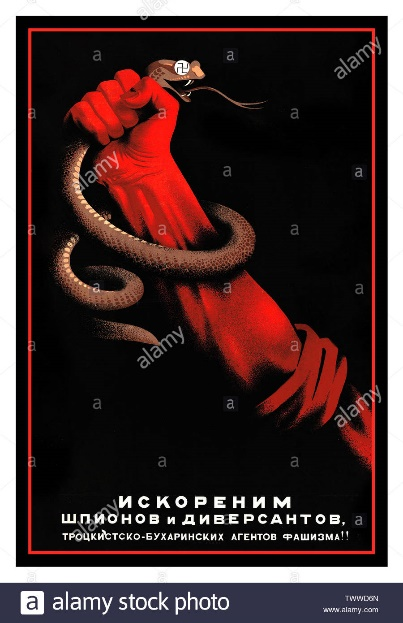 ИСКОРЕНИМ
ШПИОНОВ и ДИВЕРСАНТОВ,
ТРОЦКИСТСКО-БУХАРИНСКИХ АГЕНТОВ ФАШИЗМА!!
a alamy stock photo
TWWD6N
www.alamy.com